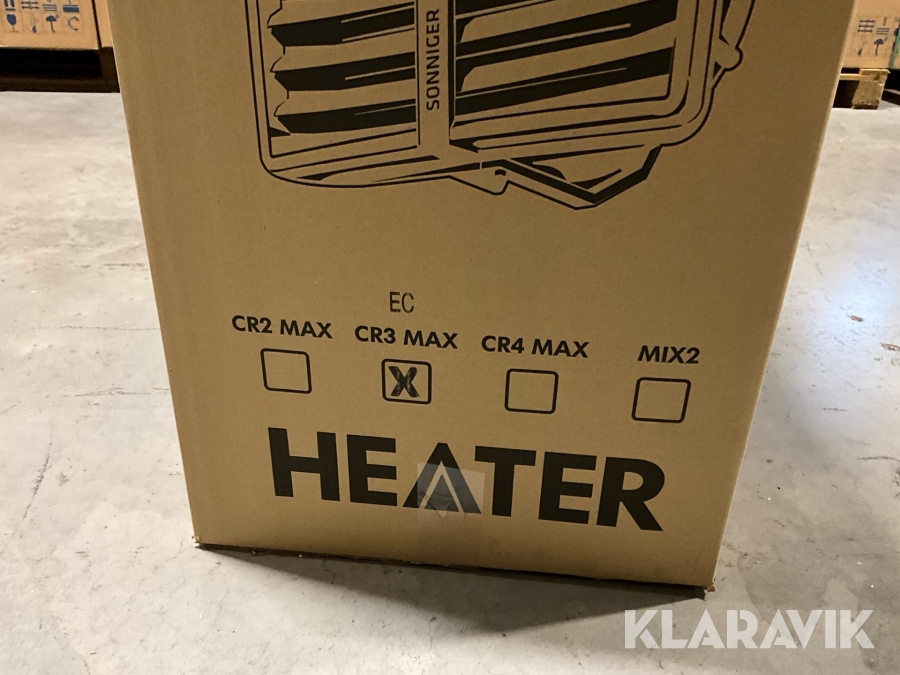 SONNIGER
EC
CR2 MAX CR3 MAX CR4 MAX MIX2
X
HEATER
KLARAVIK